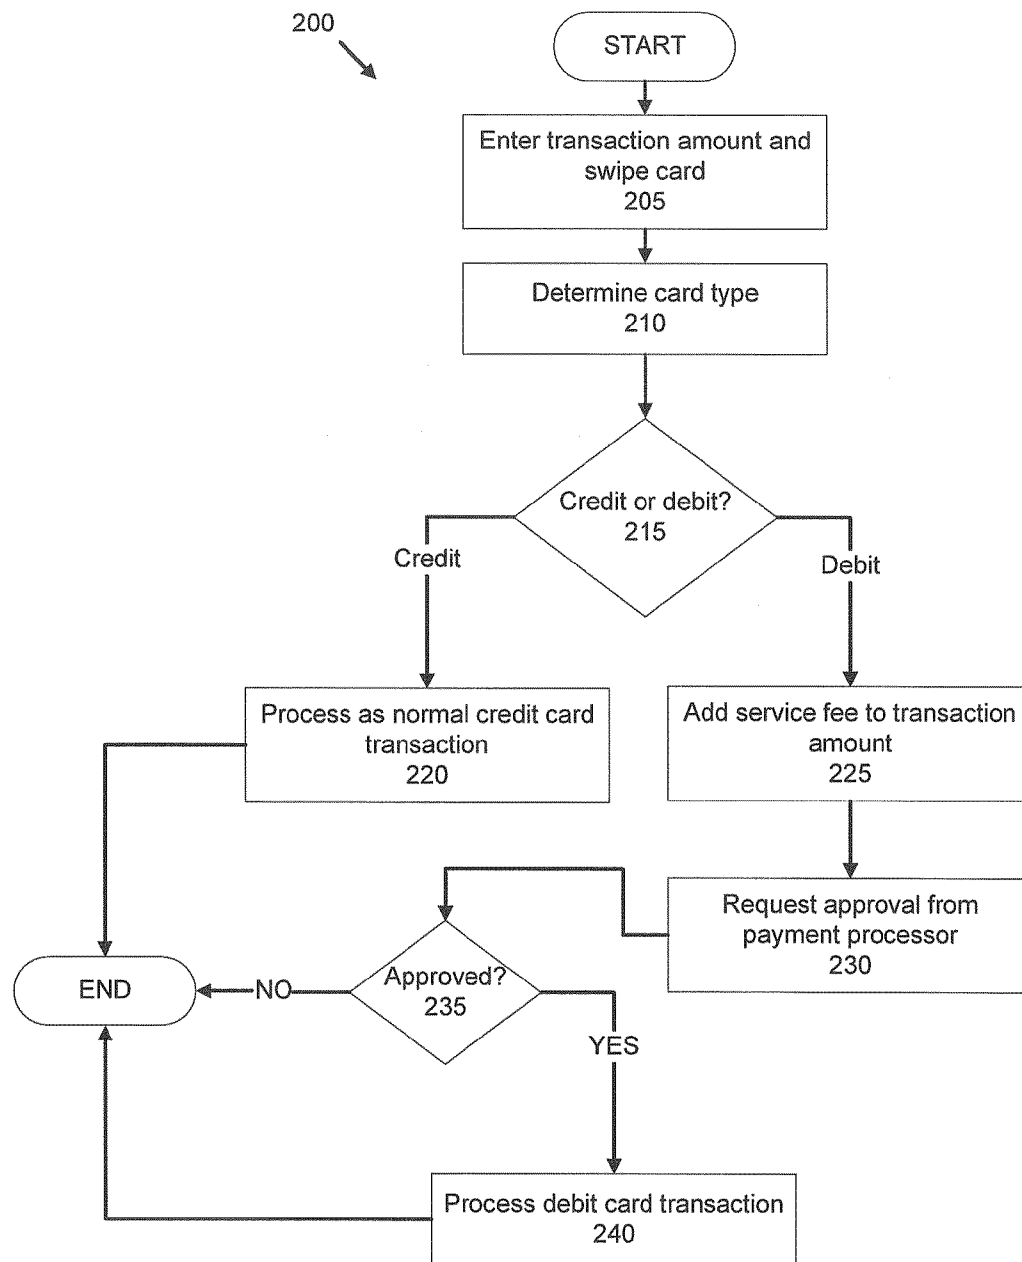 200
START
Enter transaction amount and
swipe card
205
Determine card type
210
Credit or debit?
215
Credit
Debit
Process as normal credit card
transaction
220
Add service fee to transaction
amount
225
Request approval from
payment processor
230
Approved?
235
END
NO
YES
Process debit card transaction
240